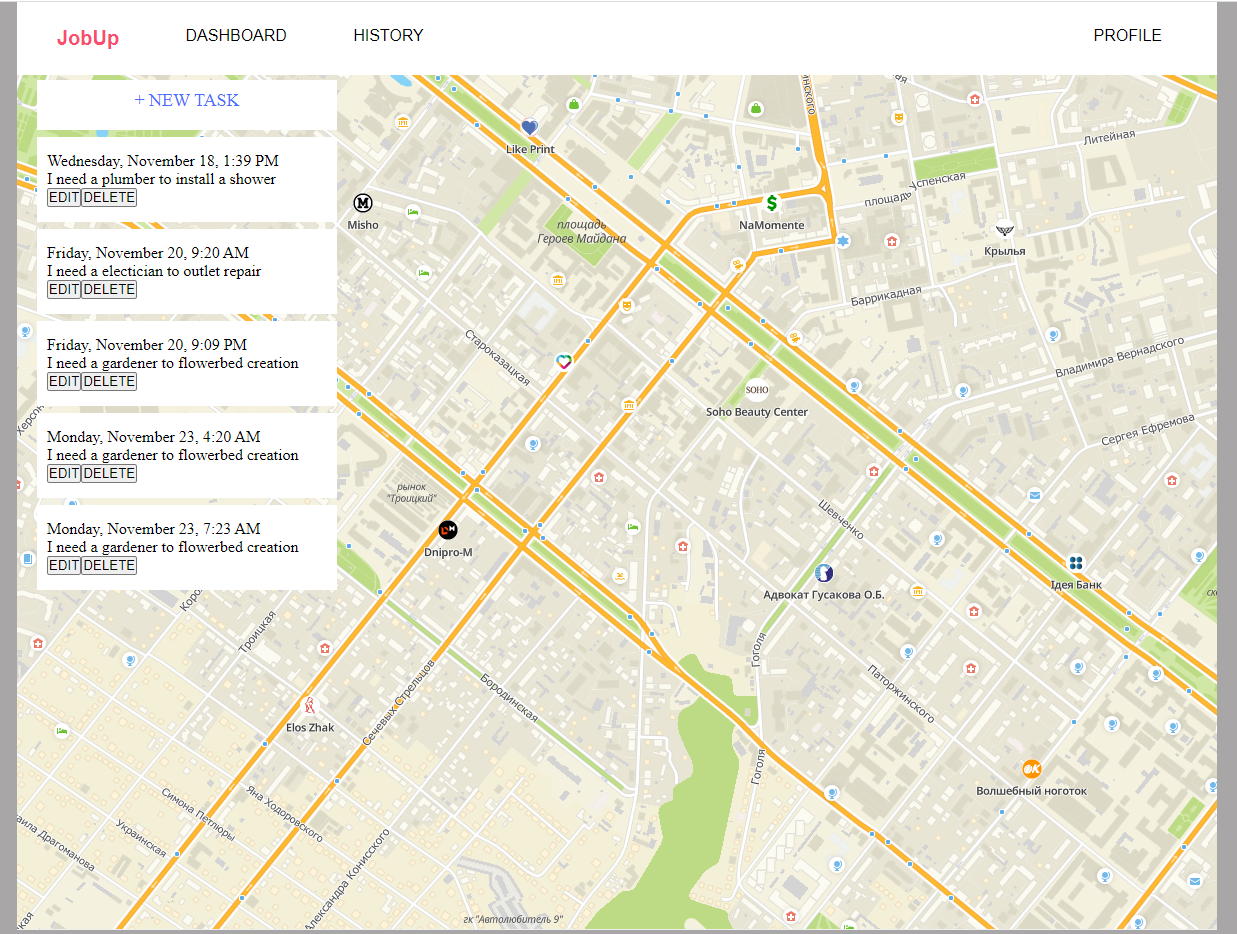 JobUp
DASHBOARD
HISTORY
PROFILE
+ NEW TASK
Wednesday, November 18, 1:39 PM
I need a plumber to install a shower
EDIT DELETE
Friday, November 20, 9:20 AM
I need a electician to outlet repair
EDIT DELETE
Friday, November 20, 9:09 PM
I need a gardener to flowerbed creation
EDIT DELETE
Monday, November 23, 4:20 AM
I need a gardener to flowerbed creation
EDIT DELETE
Monday, November 23, 7:23 AM
I need a gardener to flowerbed creation
EDIT DELETE
Like Print
Литейная
площадь Успенская
Misho
площадь
Героев Майдана
NaMomente
Крылья
Баррикадная
Староказацкая
Владимира Вернадского
SOHO
Soho Beauty Center
Сергея Ефремова
рынок
"Троицкий"
Шевченко
DM
Dnipro-M
Ідея Банк
Адвокат Гусакова О.Б.
Троицкая
Гоголя
Паторжинского
Бородинская
Сечевых Стрельцов
Elos Zhak
Гоголя
OK
Волшебный ноготок
Симона Петлюры
Яна Ходоровского
Украинская
Александра Конисского
гк "Автолюбитель 9"